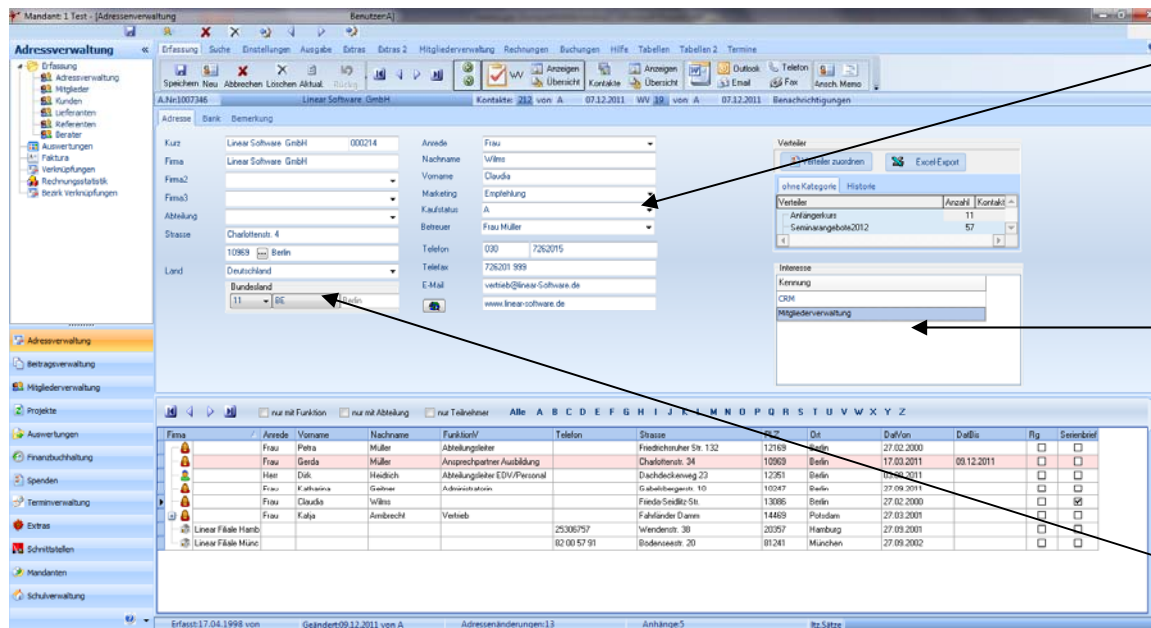 Mandant: 1 Test - [Adressenverwaltung Benutzer:A]
Adressverwaltung «
Erfassung
Adressverwaltung
Mitglieder
Kunden
Lieferanten
Referenten
Berater
Auswertungen
Faktura
Verknüpfungen
Rechnungsstatistik
Bezirk Verknüpfungen
Adressverwaltung
Beitragsverwaltung
Mitgliederverwaltung
Projekte
Auswertungen
Finanzbuchhaltung
Spenden
Terminverwaltung
Extras
Schnittstellen
Mandanten
Schulverwaltung
Erfassung Suche Einstellungen Ausgabe Extras Extras 2 Mitgliederverwaltung Rechnungen Buchungen Hilfe Tabellen Tabellen 2 Termine
Speichern Neu Abbrechen Löschen Aktual. Rückg. WV Anzeigen Übersicht Kontakte Anzeigen Übersicht Outlook Email Telefon Fax Ansch. Memo
A.Nr:1007346 Linear Software GmbH Kontakte: 212 von A 07.12.2011 WV 19 von A 07.12.2011 Benachrichtigungen
Adresse Bank Bemerkung
Kurz Linear Software GmbH 000214
Firma Linear Software GmbH
Firma2
Firma3
Abteilung
Strasse Charlottenstr. 4
10969 ... Berlin
Land Deutschland
Bundesland
11 BE Berlin
Anrede Frau
Nachname Wilms
Vorname Claudia
Marketing Empfehlung
Kaufstatus A
Betreuer Frau Müller
Telefon 030 7262015
Telefax 726201 999
E-Mail vertrieb@linear-Software.de
www.linear-software.de
Verteiler
Verteiler zuordnen Excel-Export
ohne Kategorie Historie
Verteiler Anzahl Kontakt
Anfängerkurs 11
Seminarangebote2012 57
Interesse
Kennung
CRM
Mitgliederverwaltung
nur mit Funktion nur mit Abteilung nur Teilnehmer Alle A B C D E F G H I J K L M N O P Q R S T U V W X Y Z
Firma Anrede Vorname Nachname FunktionV Telefon Strasse PLZ Ort DatVon DatBis Rg Serienbrief
Frau Petra Müller Abteilungsleiter Friedrichsruher Str. 132 12169 Berlin 27.02.2000
Frau Gerda Müller Ansprechpartner Ausbildung Charlottenstr. 34 10969 Berlin 17.03.2011 09.12.2011
Herr Dirk Heidrich Abteilungsleiter EDV/Personal Dachdeckerweg 23 12351 Berlin 03.09.2011
Frau Katharina Geitner Administratorin Gabelsbergerstr. 10 10247 Berlin 27.09.2011
Frau Claudia Wilms Frieda-Seidlitz-Str. 13086 Berlin 27.02.2000
Frau Katja Armbrecht Vertrieb Fahrlander Damm 14469 Potsdam 27.03.2001
Linear Filiale Hamb 25306757 Wendenstr. 38 20357 Hamburg 27.09.2001
Linear Filiale Münc 82 00 57 91 Bodenseestr. 20 81241 München 27.09.2002
Erfasst:17.04.1998 von Geändert:09.12.2011 von A Adressenänderungen:13 Anhänge:5 ltz.Sätze